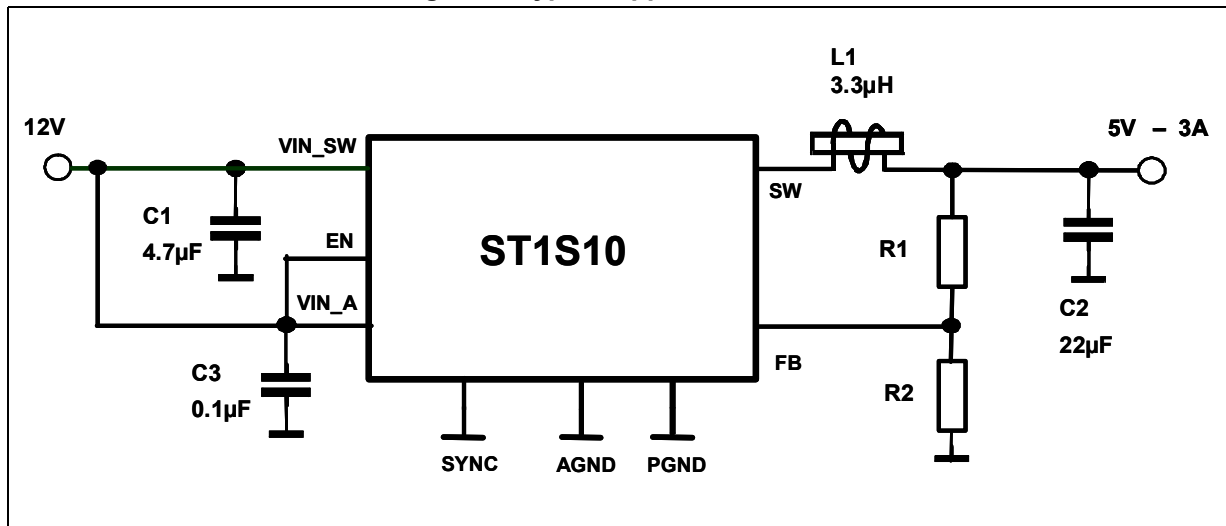 L1
3.3µH
12V
5V – 3A
VIN_SW
SW
C1
4.7µF
EN
ST1S10
R1
VIN_A
C2
22µF
FB
C3
0.1µF
R2
SYNC
AGND
PGND